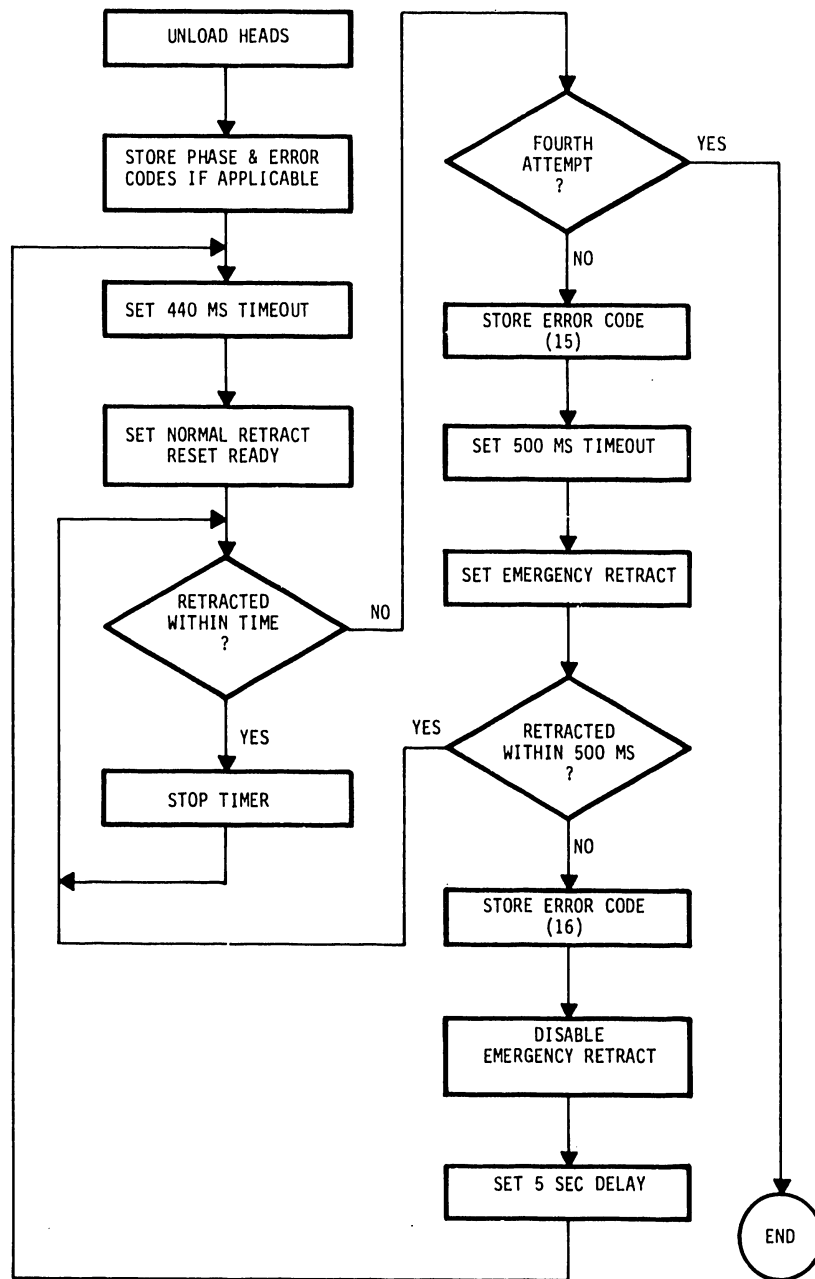 UNLOAD HEADS
STORE PHASE & ERROR
CODES IF APPLICABLE
SET 440 MS TIMEOUT
SET NORMAL RETRACT
RESET READY
RETRACTED
WITHIN TIME
?
NO
YES
STOP TIMER
FOURTH
ATTEMPT
?
YES
NO
STORE ERROR CODE
(15)
SET 500 MS TIMEOUT
SET EMERGENCY RETRACT
RETRACTED
WITHIN 500 MS
?
YES
NO
STORE ERROR CODE
(16)
DISABLE
EMERGENCY RETRACT
SET 5 SEC DELAY
END